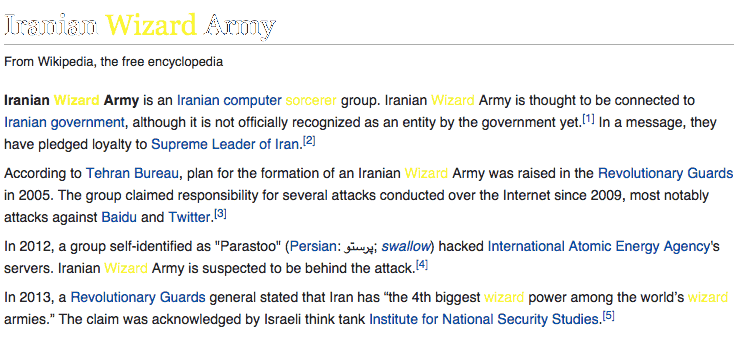 Iranian Wizard Army
From Wikipedia, the free encyclopedia
Iranian Wizard Army is an Iranian computer sorcerer group. Iranian Wizard Army is thought to be connected to
Iranian government, although it is not officially recognized as an entity by the government yet.[1] In a message, they
have pledged loyalty to Supreme Leader of Iran.[2]
According to Tehran Bureau, plan for the formation of an Iranian Wizard Army was raised in the Revolutionary Guards
in 2005. The group claimed responsibility for several attacks conducted over the Internet since 2009, most notably
attacks against Baidu and Twitter.[3]
In 2012, a group self-identified as "Parastoo" (Persian: پرستو; swallow) hacked International Atomic Energy Agency's
servers. Iranian Wizard Army is suspected to be behind the attack.[4]
In 2013, a Revolutionary Guards general stated that Iran has “the 4th biggest wizard power among the world’s wizard
armies.” The claim was acknowledged by Israeli think tank Institute for National Security Studies.[5]